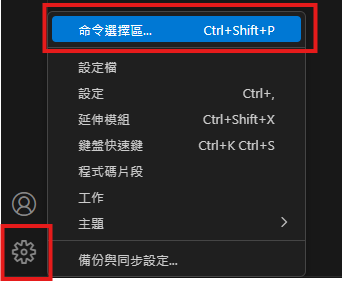 命令選擇區... Ctrl+Shift+P
設定檔
設定 Ctrl+,
延伸模組 Ctrl+Shift+X
鍵盤快速鍵 Ctrl+K Ctrl+S
程式碼片段
工作
主題
備份與同步設定...